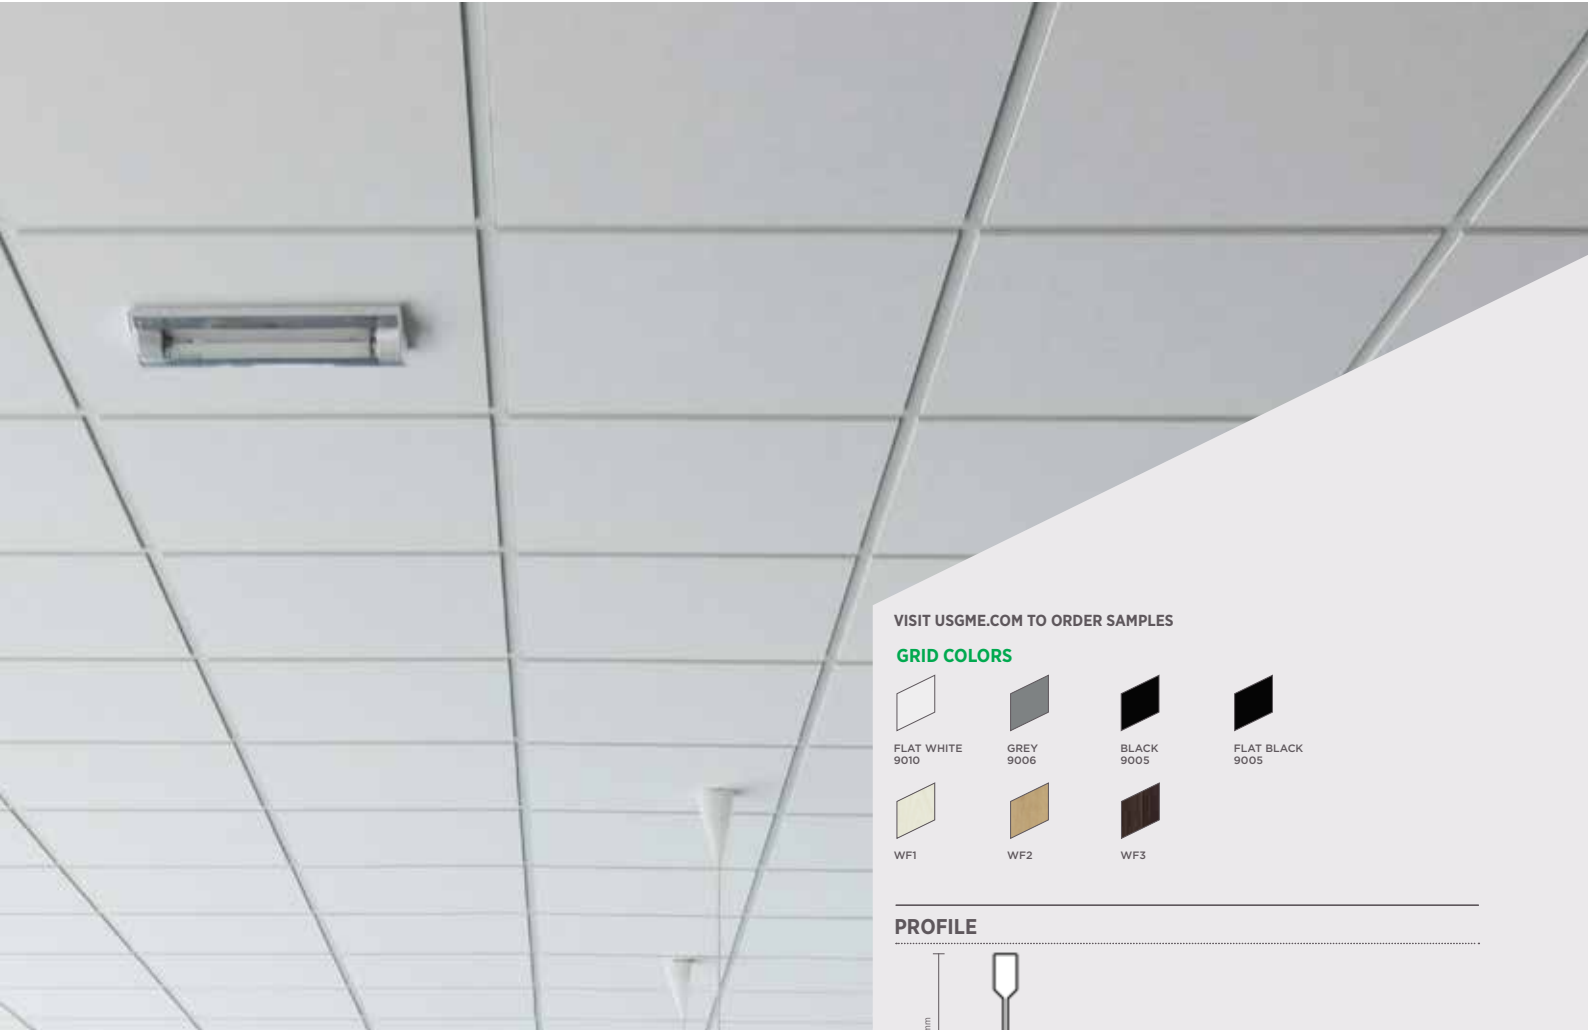 VISIT USGME.COM TO ORDER SAMPLES
GRID COLORS
FLAT WHITE
9010
GREY
9006
BLACK
9005
FLAT BLACK
9005
WF1
WF2
WF3
PROFILE